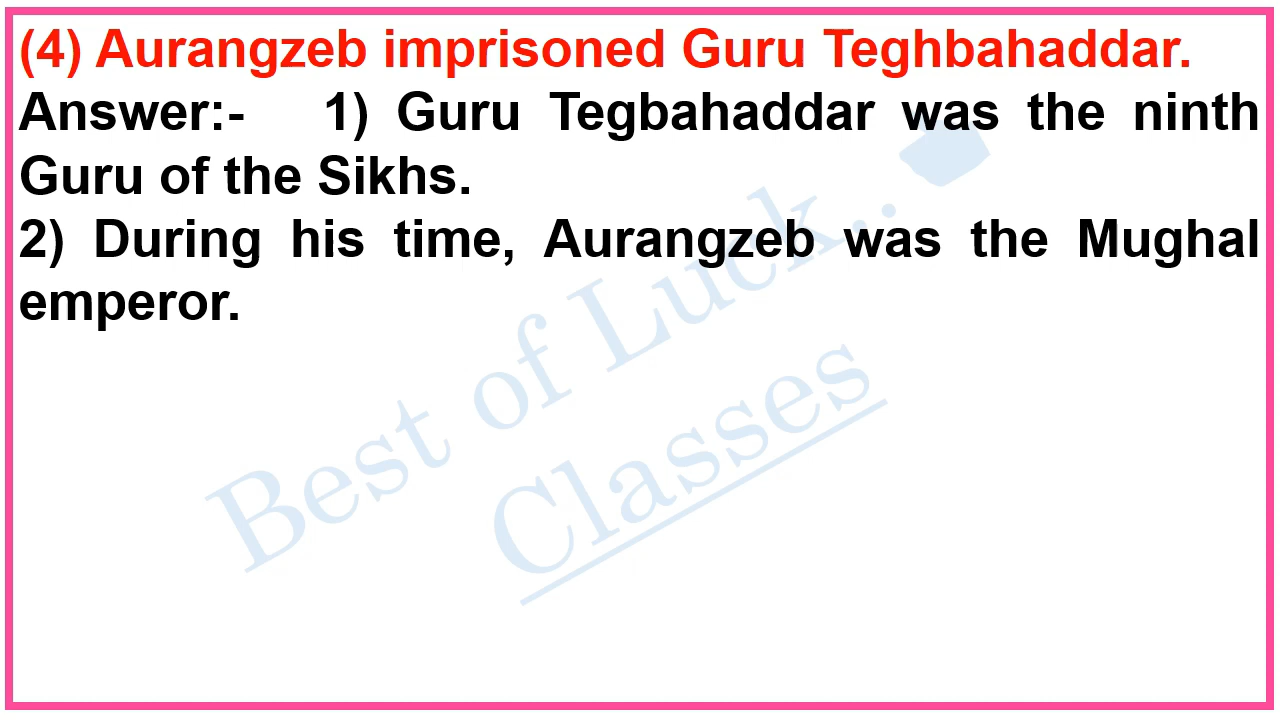 (4) Aurangzeb imprisoned Guru Teghbahaddar.
Answer:- 1) Guru Tegbahaddar was the ninth
Guru of the Sikhs.
2) During his time, Aurangzeb was the Mughal
emperor.
Best of Luck..
Classes